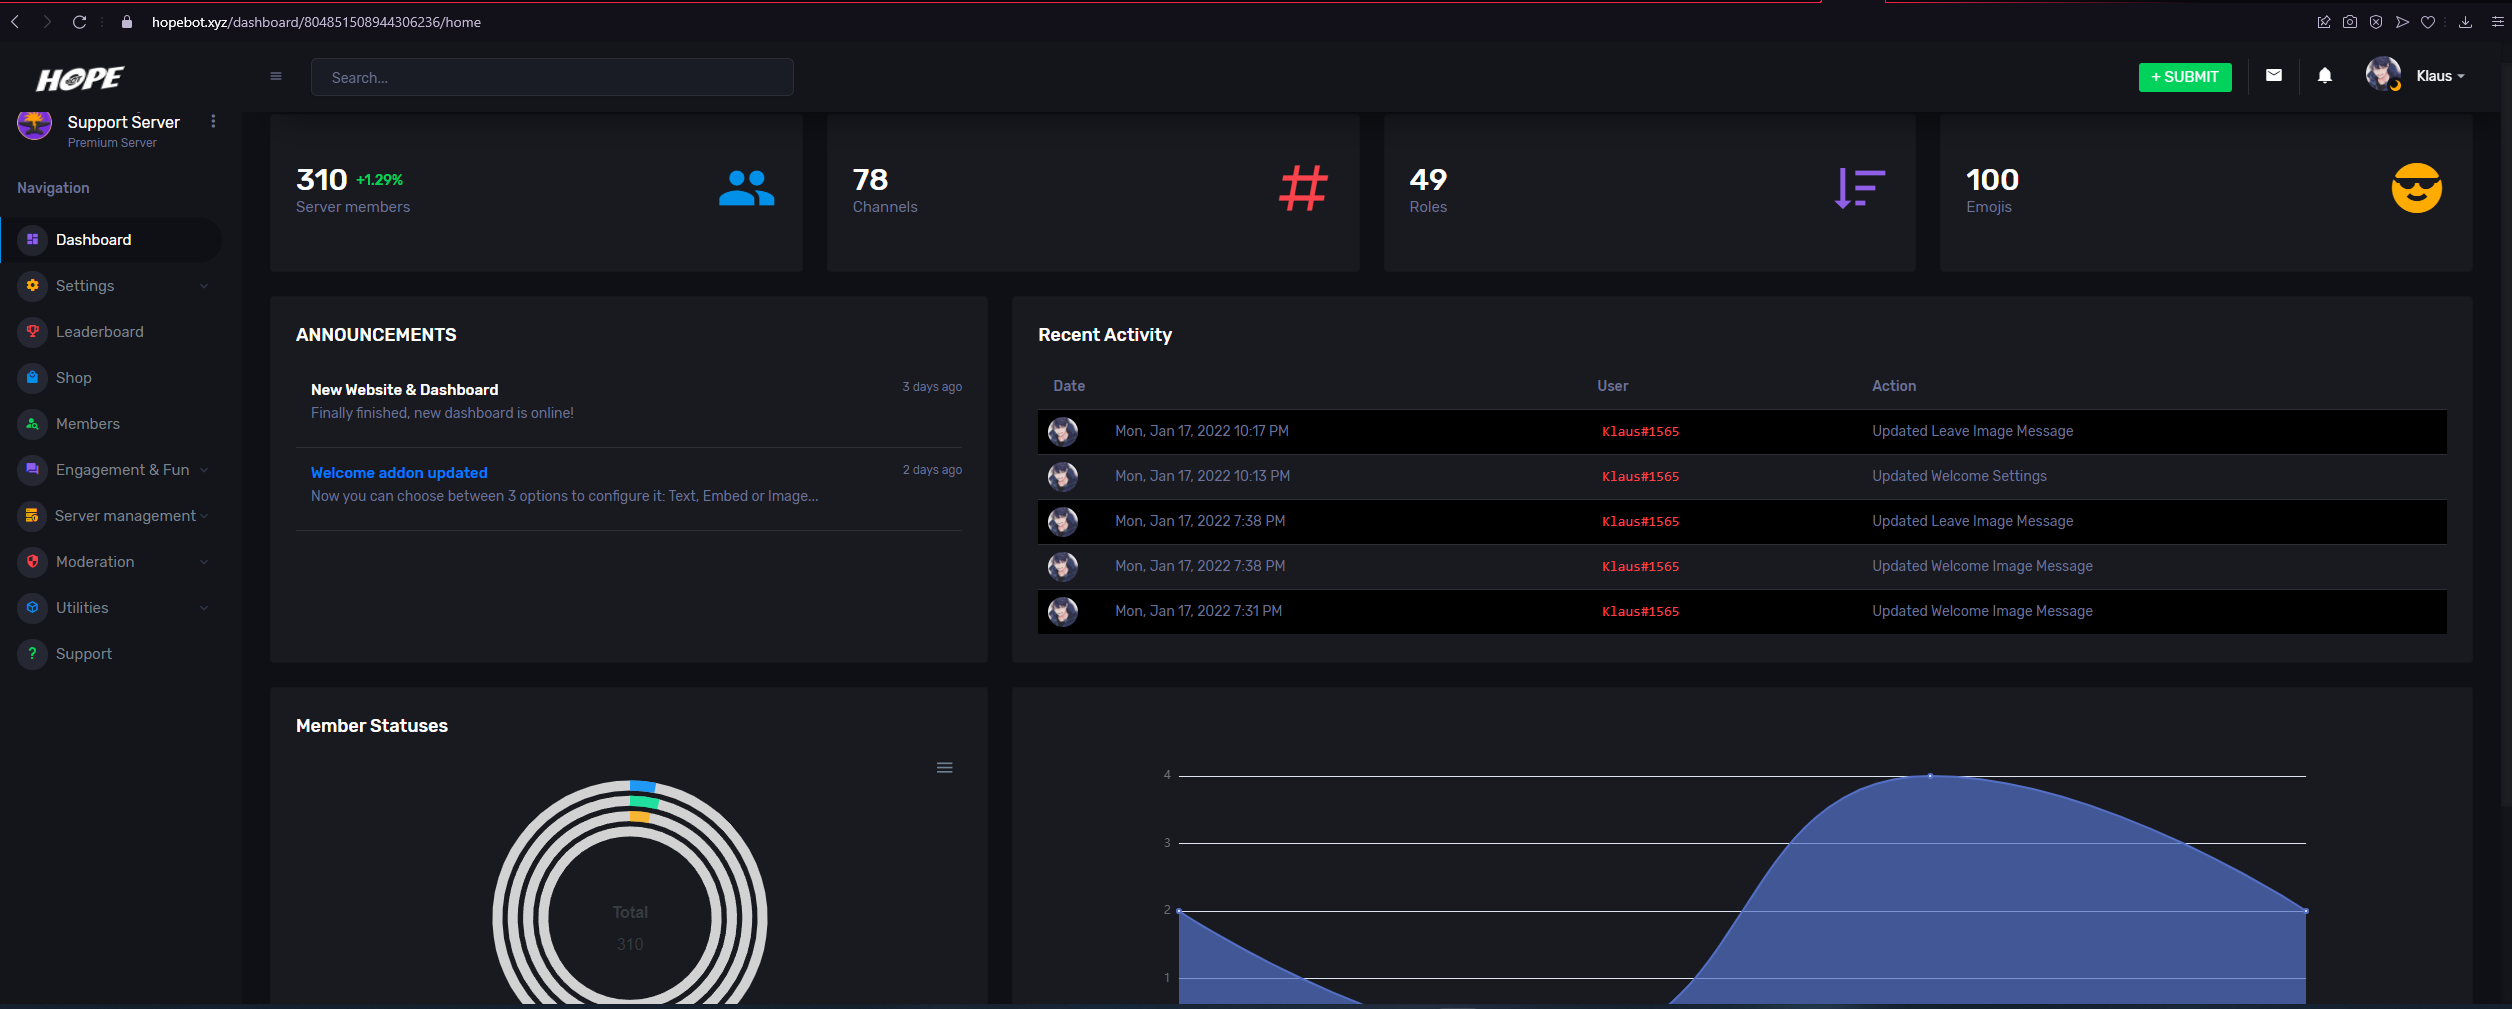 hopebot.xyz/dashboard/804851508944306236/home
HOPE
Search...
+ SUBMIT
Klaus
Support Server
Premium Server
Navigation
Dashboard
Settings
Leaderboard
Shop
Members
Engagement & Fun
Server management
Moderation
Utilities
Support
310 +1.29%
Server members
78
Channels
49
Roles
100
Emojis
ANNOUNCEMENTS
New Website & Dashboard 3 days ago
Finally finished, new dashboard is online!
Welcome addon updated 2 days ago
Now you can choose between 3 options to configure it: Text, Embed or Image...
Recent Activity
Date User Action
Mon, Jan 17, 2022 10:17 PM Klaus#1565 Updated Leave Image Message
Mon, Jan 17, 2022 10:13 PM Klaus#1565 Updated Welcome Settings
Mon, Jan 17, 2022 7:38 PM Klaus#1565 Updated Leave Image Message
Mon, Jan 17, 2022 7:38 PM Klaus#1565 Updated Welcome Image Message
Mon, Jan 17, 2022 7:31 PM Klaus#1565 Updated Welcome Image Message
Member Statuses
Total
310
4
3
2
1